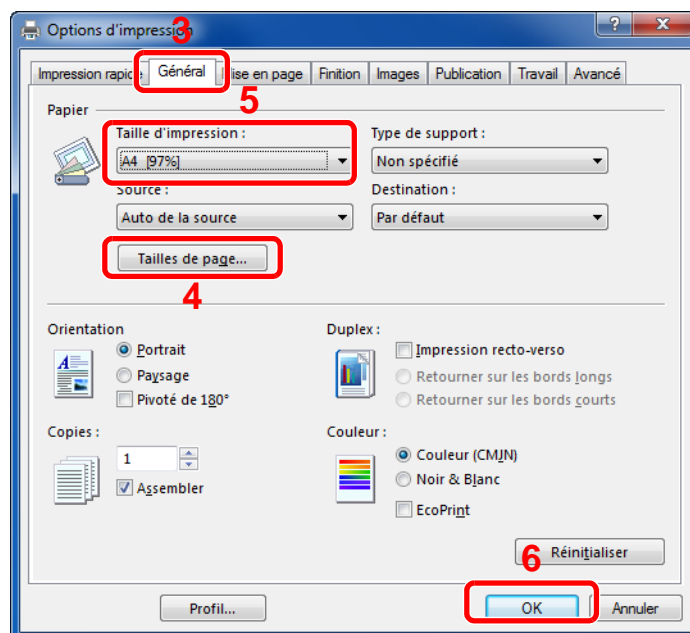 Options d'impression
3
Impression rapide Général Mise en page Finition Images Publication Travail Avancé
5
Papier
Taille d'impression :
A4 [97%]
Type de support :
Non spécifié
Source :
Auto de la source
Destination :
Par défaut
Tailles de page...
4
Orientation
Portrait
Paysage
Pivoté de 180°
Duplex :
Impression recto-verso
Retourner sur les bords longs
Retourner sur les bords courts
Copies :
1
Assembler
Couleur :
Couleur (CMJN)
Noir & Blanc
EcoPrint
Réinitialiser
6
Profil...
OK
Annuler